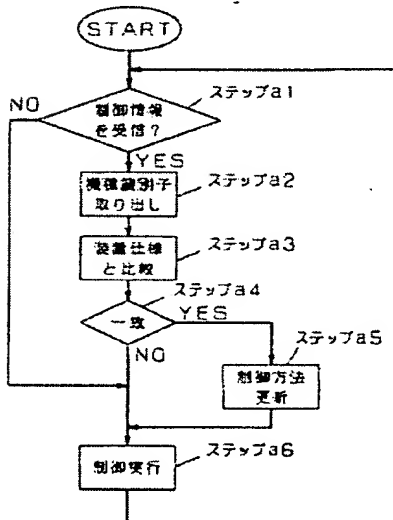 START
ステップa1
NO
制御情報
を受信?
YES
ステップa2
機種識別子
取り出し
ステップa3
装置仕様
と比較
ステップa4
一致
YES
NO
ステップa5
制御方法
更新
ステップa6
制御実行